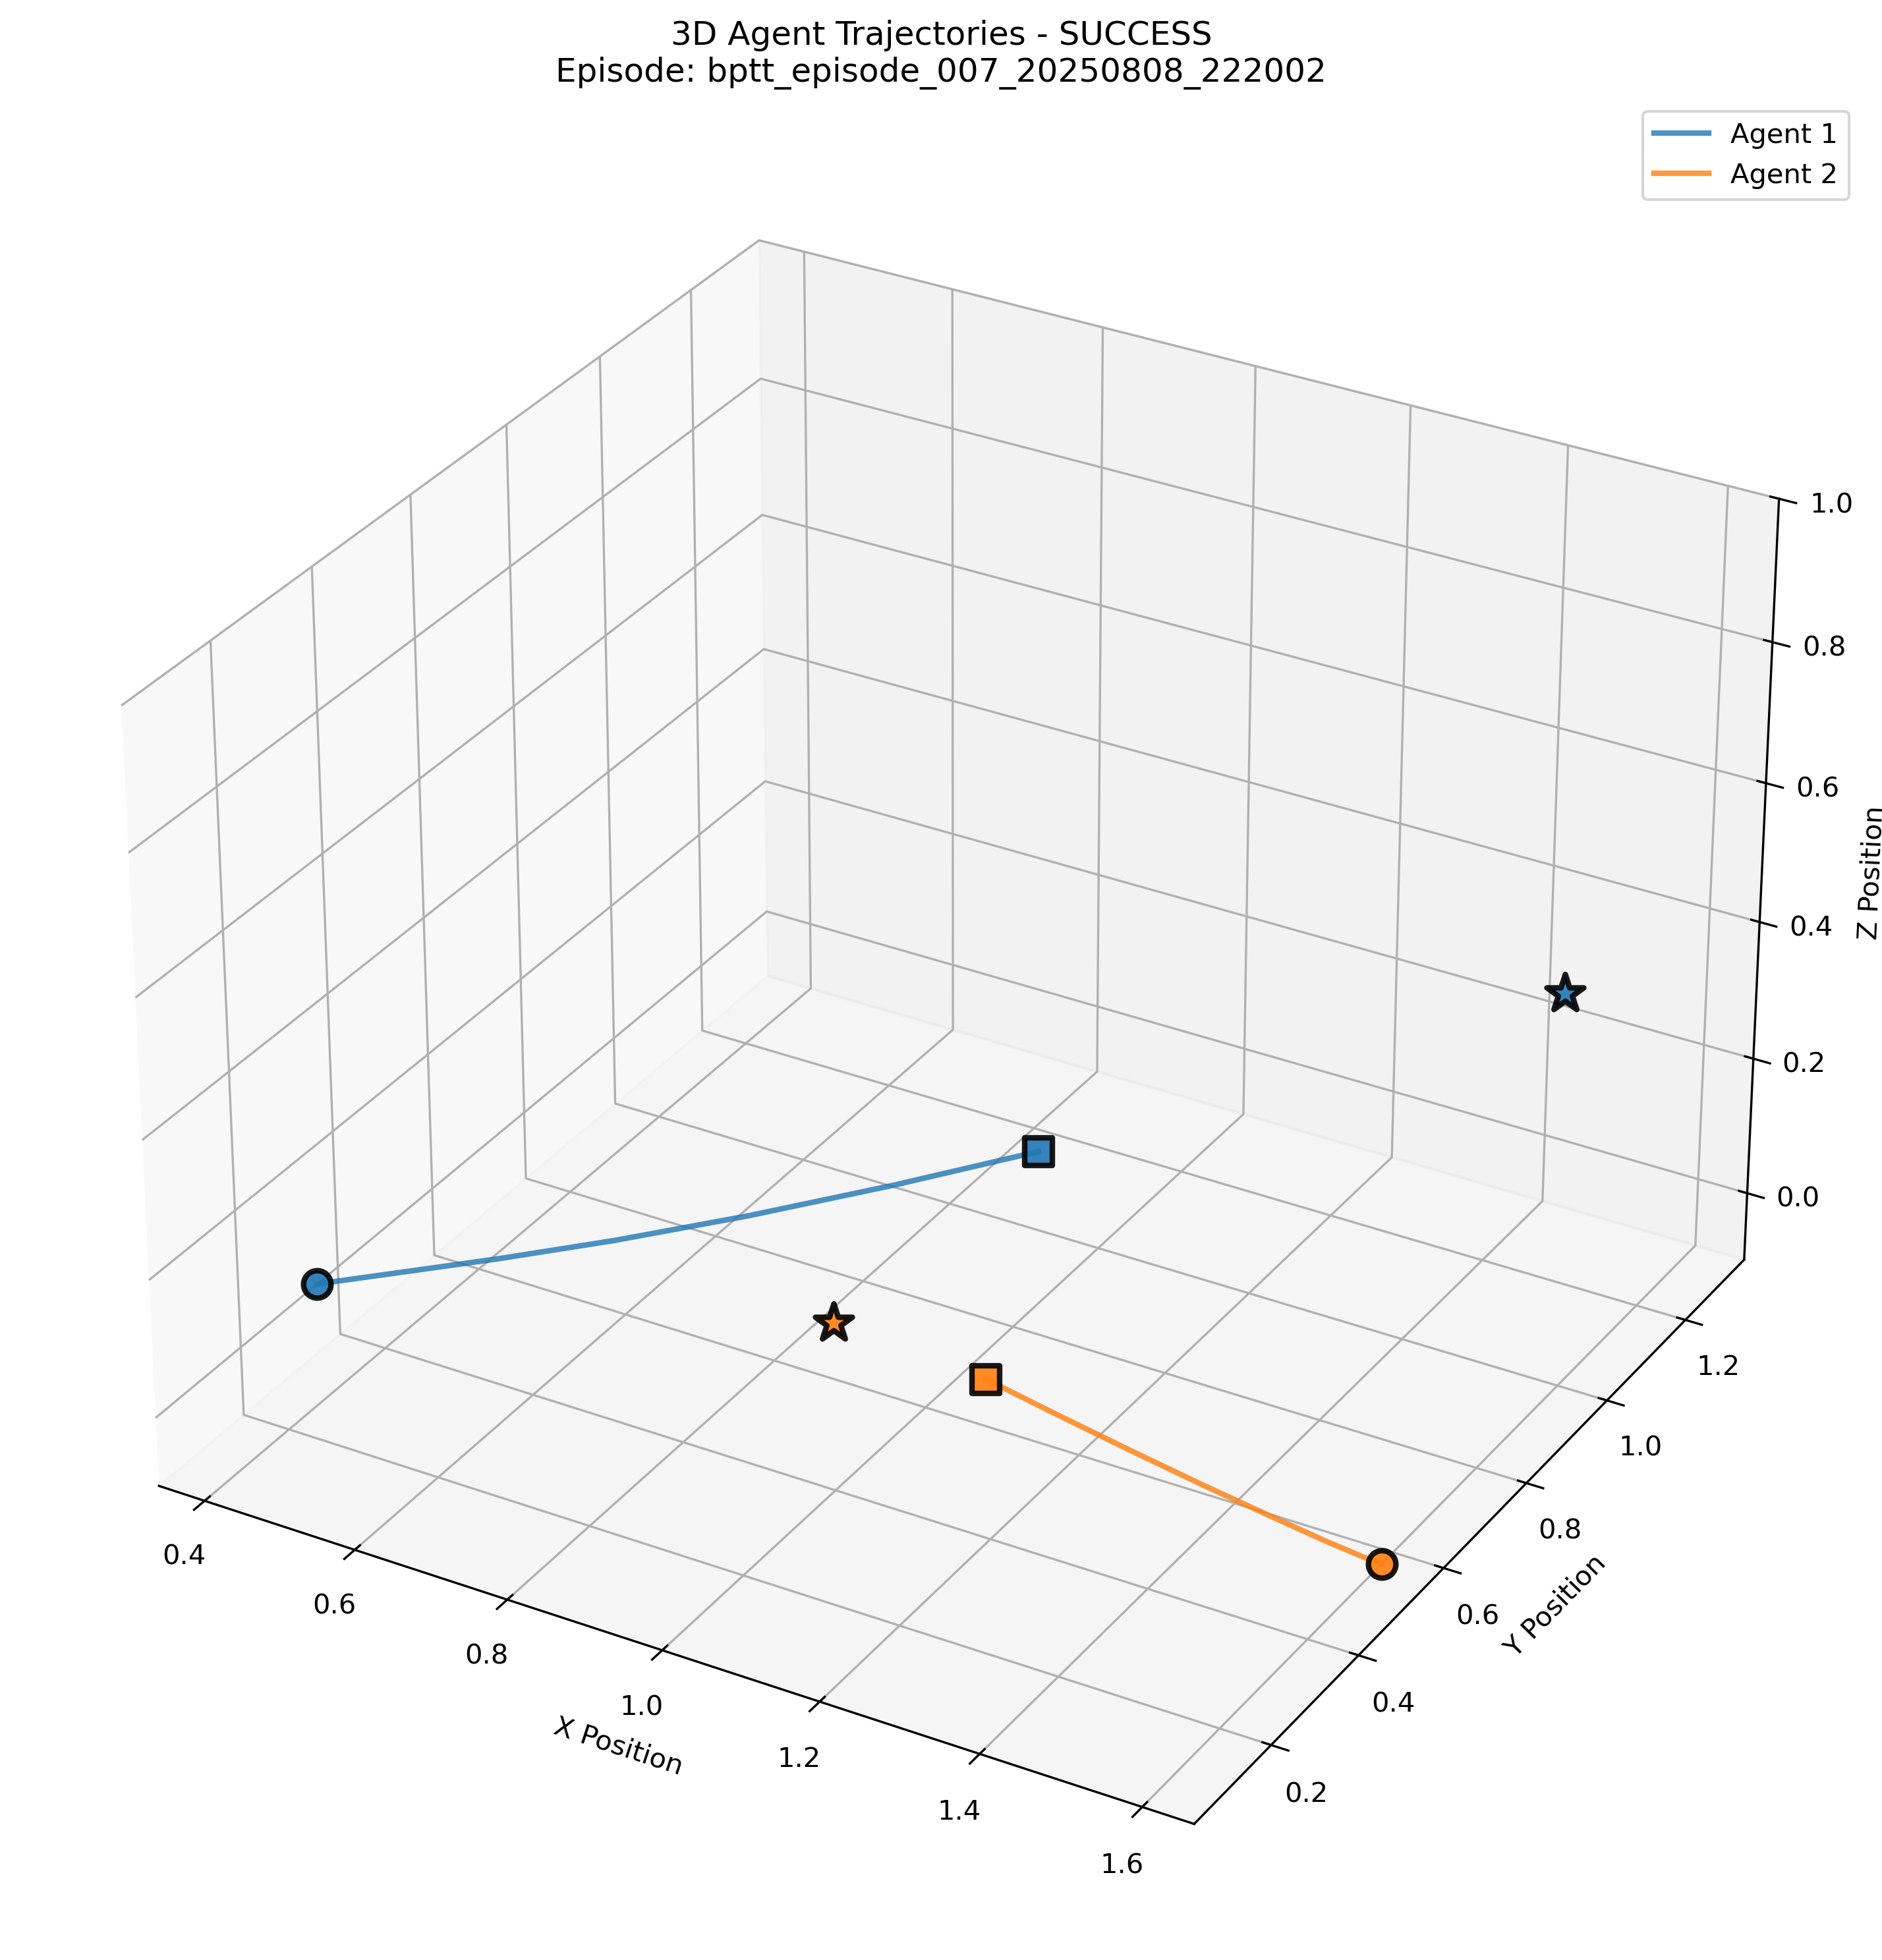 3D Agent Trajectories - SUCCESS
Episode: bptt_episode_007_20250808_222002
Agent 1
Agent 2
1.0
0.8
0.6
0.4
0.2
0.0
Z Position
1.2
1.0
0.8
0.6
0.4
0.2
Y Position
0.4
0.6
0.8
1.0
1.2
1.4
1.6
X Position